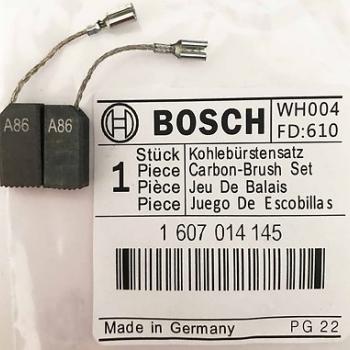 A86 A86
BOSCH
WH004
FD:610
1
Stück Kohlebürstensatz
Piece Carbon-Brush Set
Pièce Jeu De Balais
Pieza Juego De Escobillas
1 607 014 145
Made in Germany PG 22